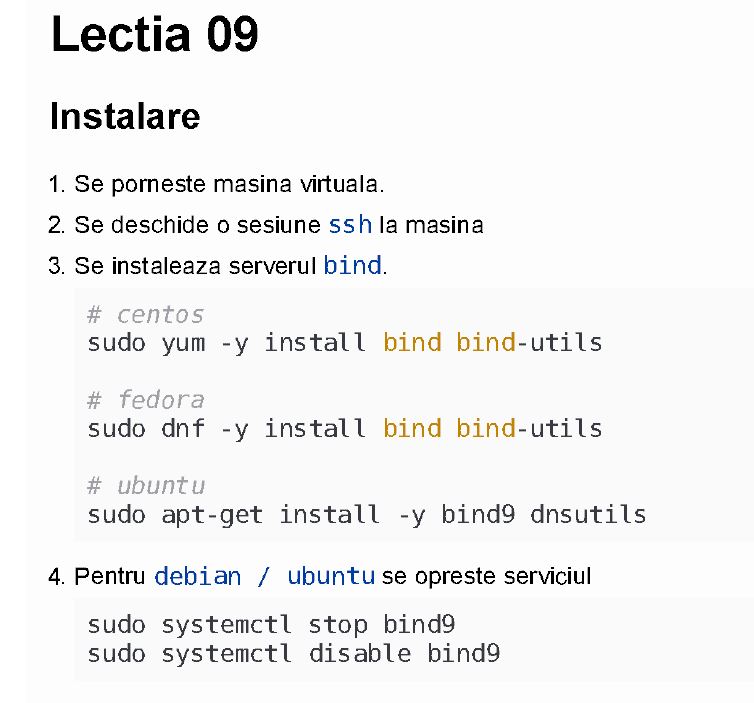 Lectia 09
Instalare
1. Se porneste masina virtuala.
2. Se deschide o sesiune ssh la masina
3. Se instaleaza serverul bind.
# centos
sudo yum -y install bind bind-utils
# fedora
sudo dnf -y install bind bind-utils
# ubuntu
sudo apt-get install -y bind9 dnsutils
4. Pentru debian / ubuntu se opreste serviciul
sudo systemctl stop bind9
sudo systemctl disable bind9